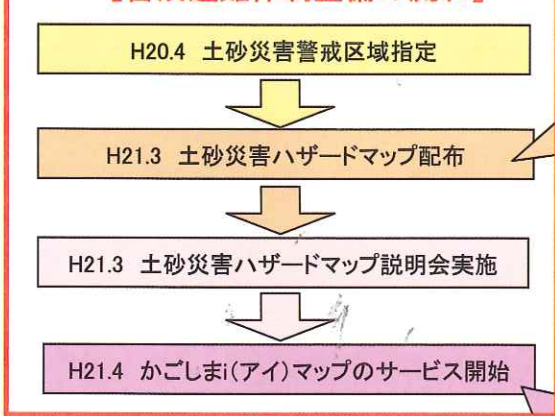 H20.4 土砂災害警戒区域指定
H21.3 土砂災害ハザードマップ配布
H21.3 土砂災害ハザードマップ説明会実施
H21.4 かごしまi(アイ)マップのサービス開始